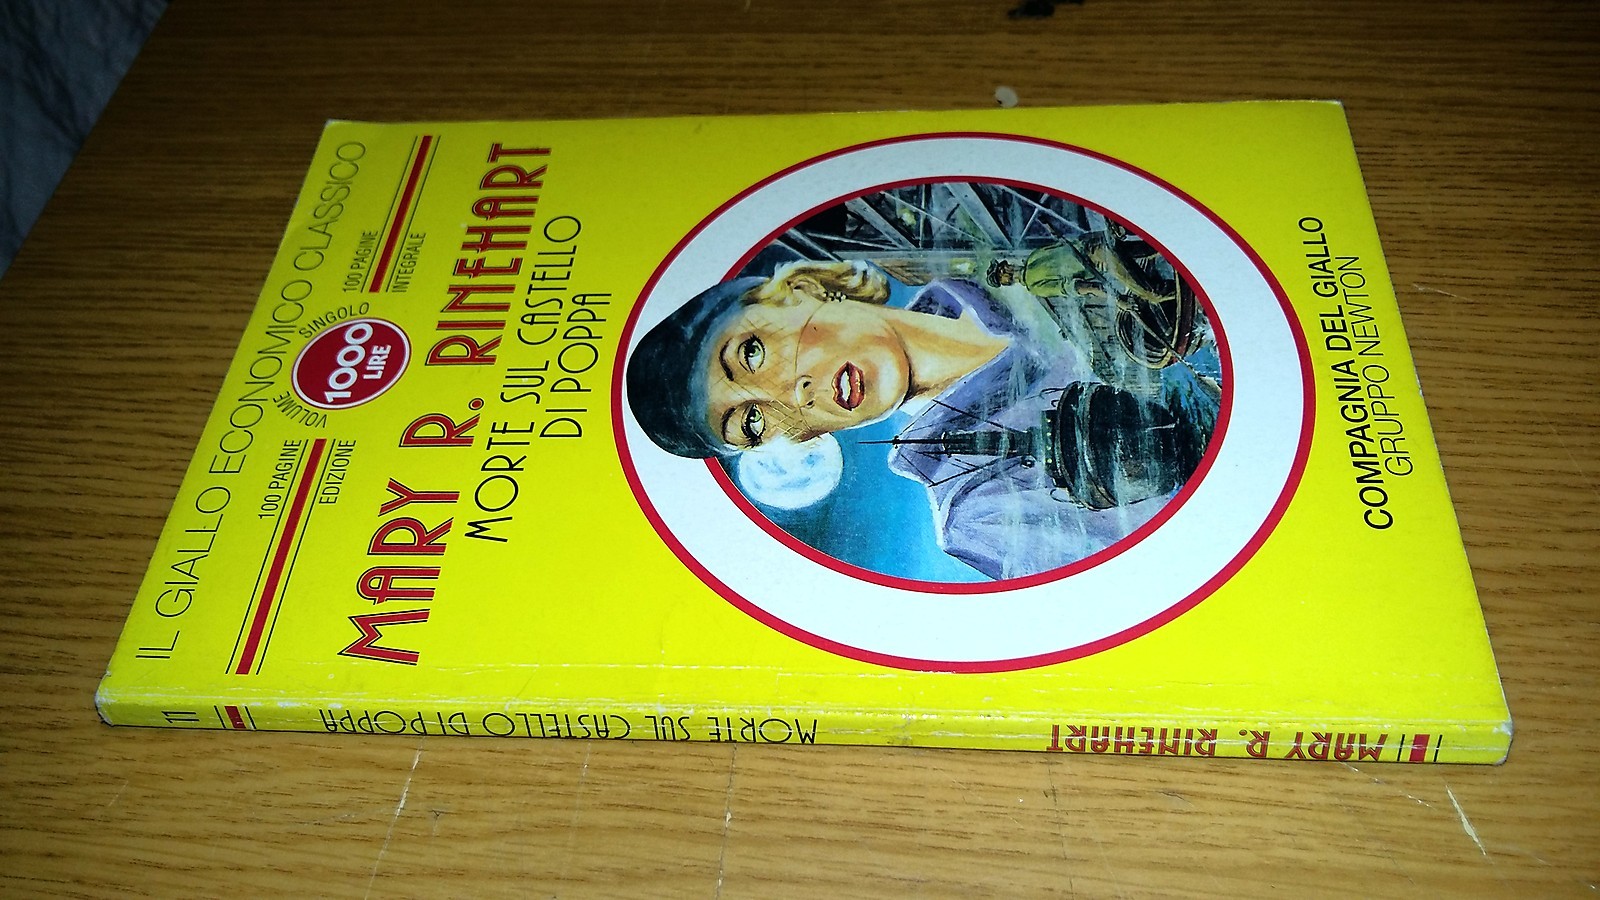 IL GIALLO ECONOMICO CLASSICO
100 PAGINE
EDIZIONE
VOLUME SINGOLO
1000
LIRE
100 PAGINE
INTEGRALE
MARY R. RINEHART
MORTE SUL CASTELLO
DI POPPA
COMPAGNIA DEL GIALLO
GRUPPO NEWTON
MARY R. RINEHART
MORTE SUL CASTELLO DI POPPA
11